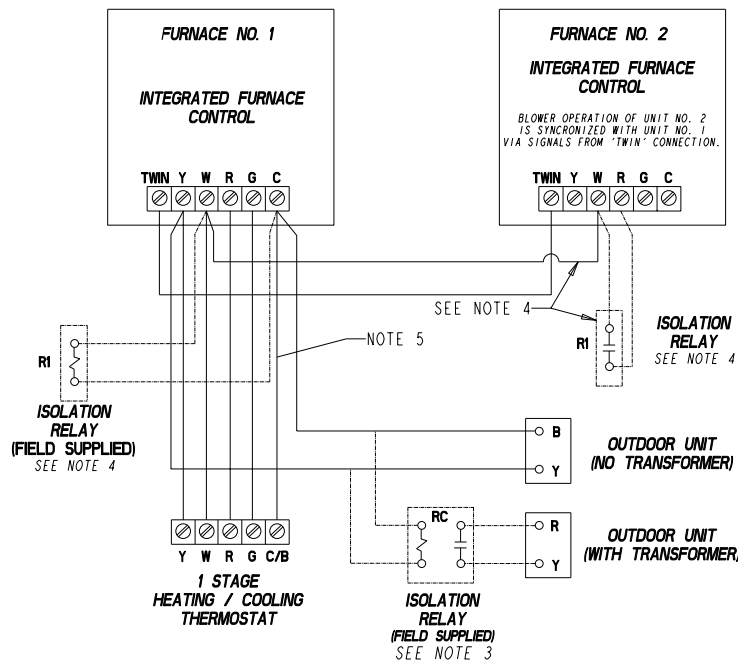 FURNACE NO. 1
INTEGRATED FURNACE
CONTROL
TWIN Y W R G C
FURNACE NO. 2
INTEGRATED FURNACE
CONTROL
BLOWER OPERATION OF UNIT NO. 2
IS SYNCRONIZED WITH UNIT NO. 1
VIA SIGNALS FROM 'TWIN' CONNECTION.
TWIN Y W R G C
SEE NOTE 4
NOTE 5
R1
ISOLATION
RELAY
(FIELD SUPPLIED)
SEE NOTE 4
R1
ISOLATION
RELAY
SEE NOTE 4
B
Y
OUTDOOR UNIT
(NO TRANSFORMER)
RC
R
Y
OUTDOOR UNIT
(WITH TRANSFORMER)
Y W R G C/B
1 STAGE
HEATING / COOLING
THERMOSTAT
ISOLATION
RELAY
(FIELD SUPPLIED)
SEE NOTE 3